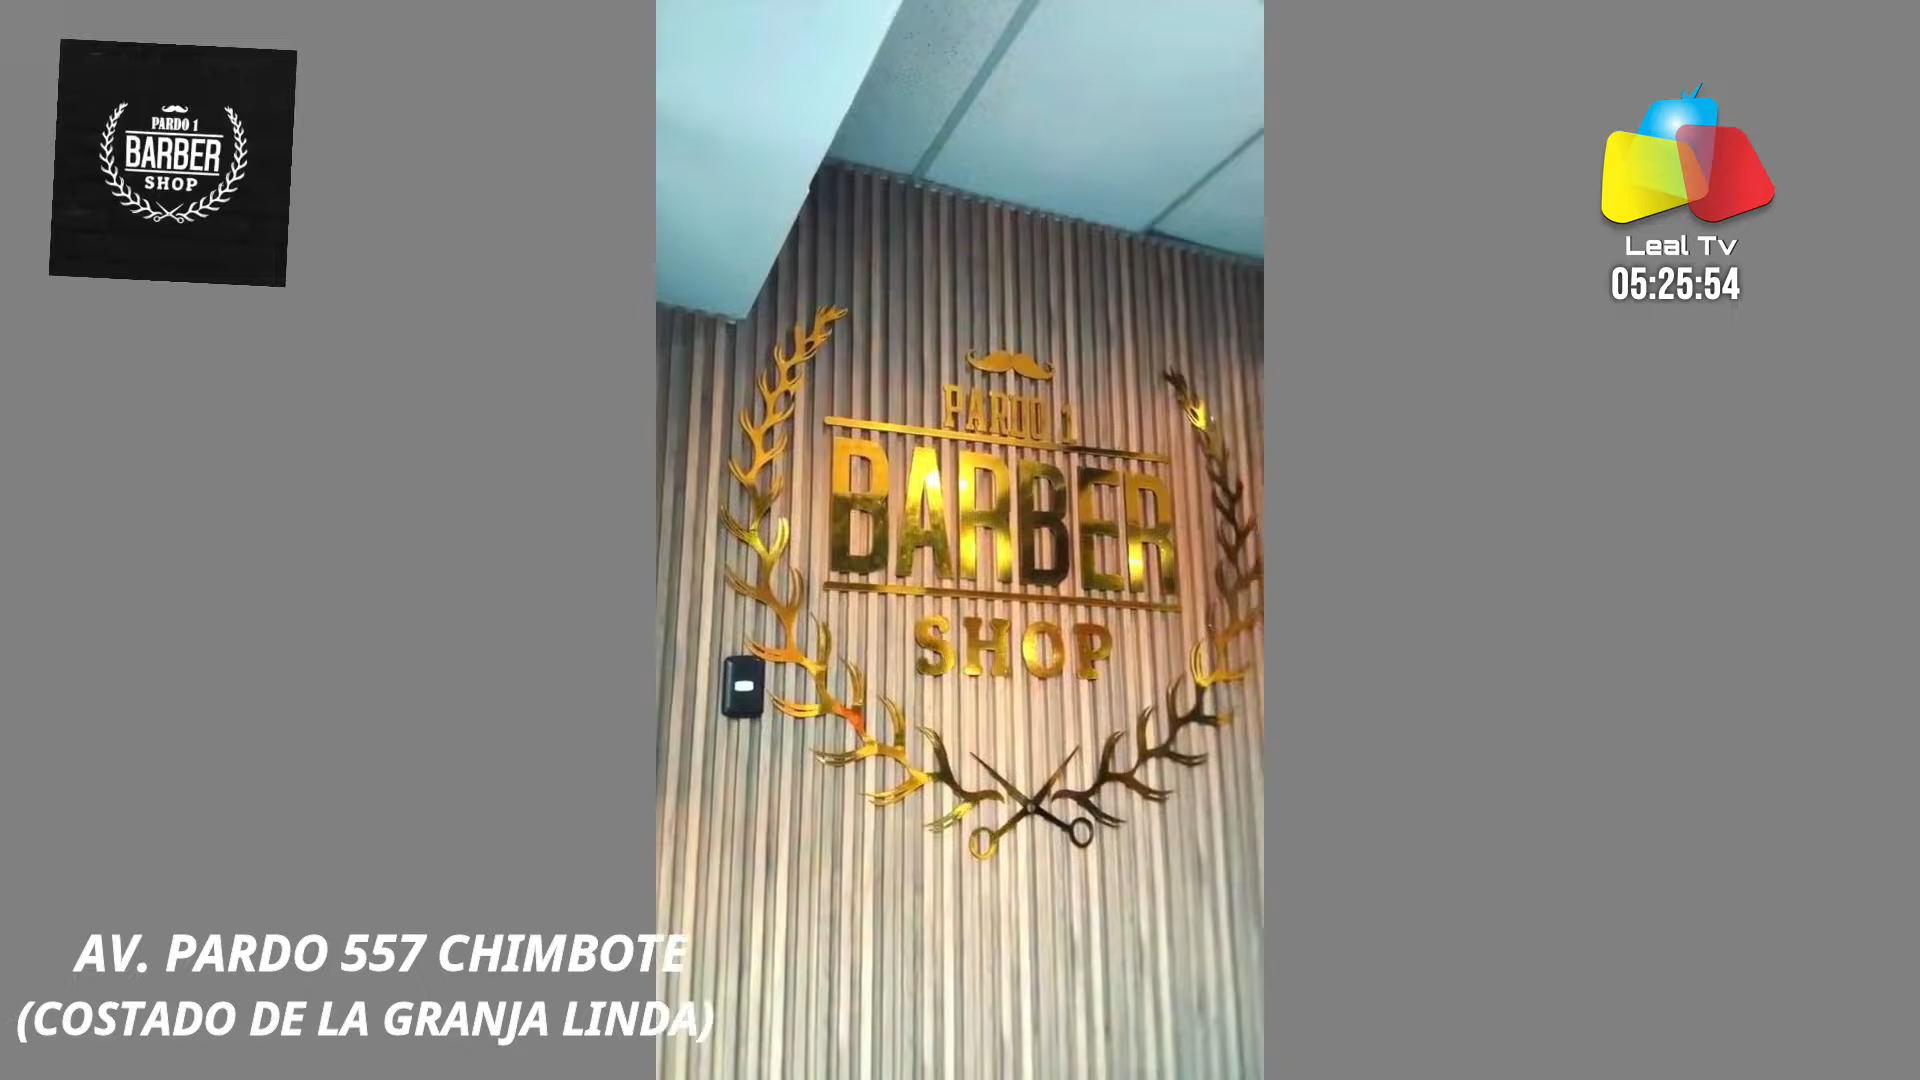 PARDO 1
BARBER
SHOP
Leal Tv
05:25:54
PARDO 1
BARBER
SHOP
AV. PARDO 557 CHIMBOTE
(COSTADO DE LA GRANJA LINDA)